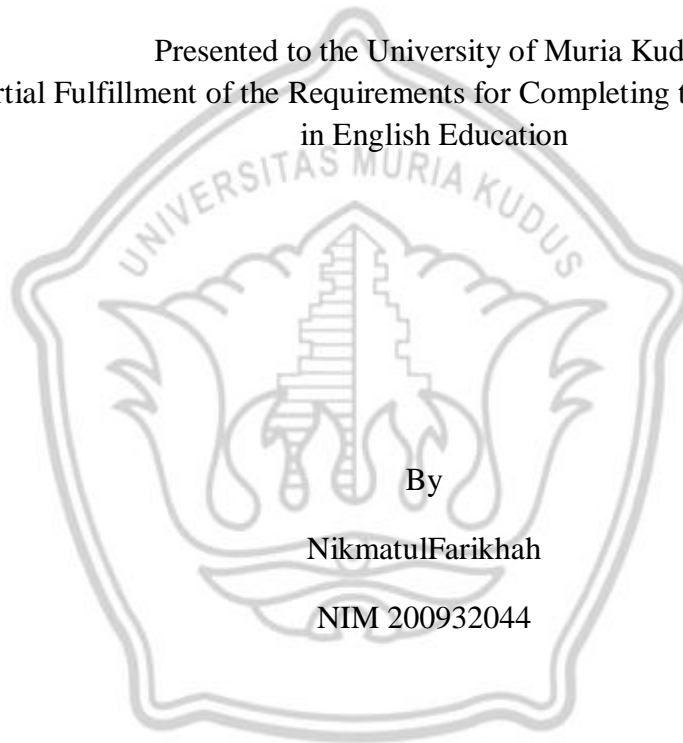 Presented to the University of Muria Kud
rtial Fulfillment of the Requirements for Completing t
in English Education
UNIVERSITAS MURIA KUDUS
By
NikmatulFarikhah
NIM 200932044